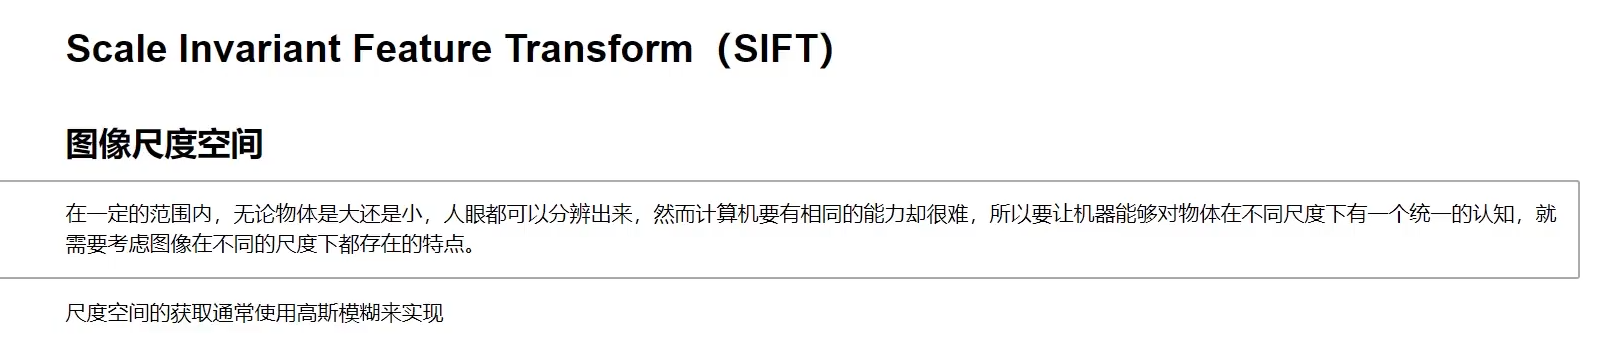 Scale Invariant Feature Transform（SIFT）
图像尺度空间
在一定的范围内，无论物体是大还是小，人眼都可以分辨出来，然而计算机要有相同的能力却很难，所以要让机器能够对物体在不同尺度下有一个统一的认知，就
需要考虑图像在不同的尺度下都存在的特点。
尺度空间的获取通常使用高斯模糊来实现